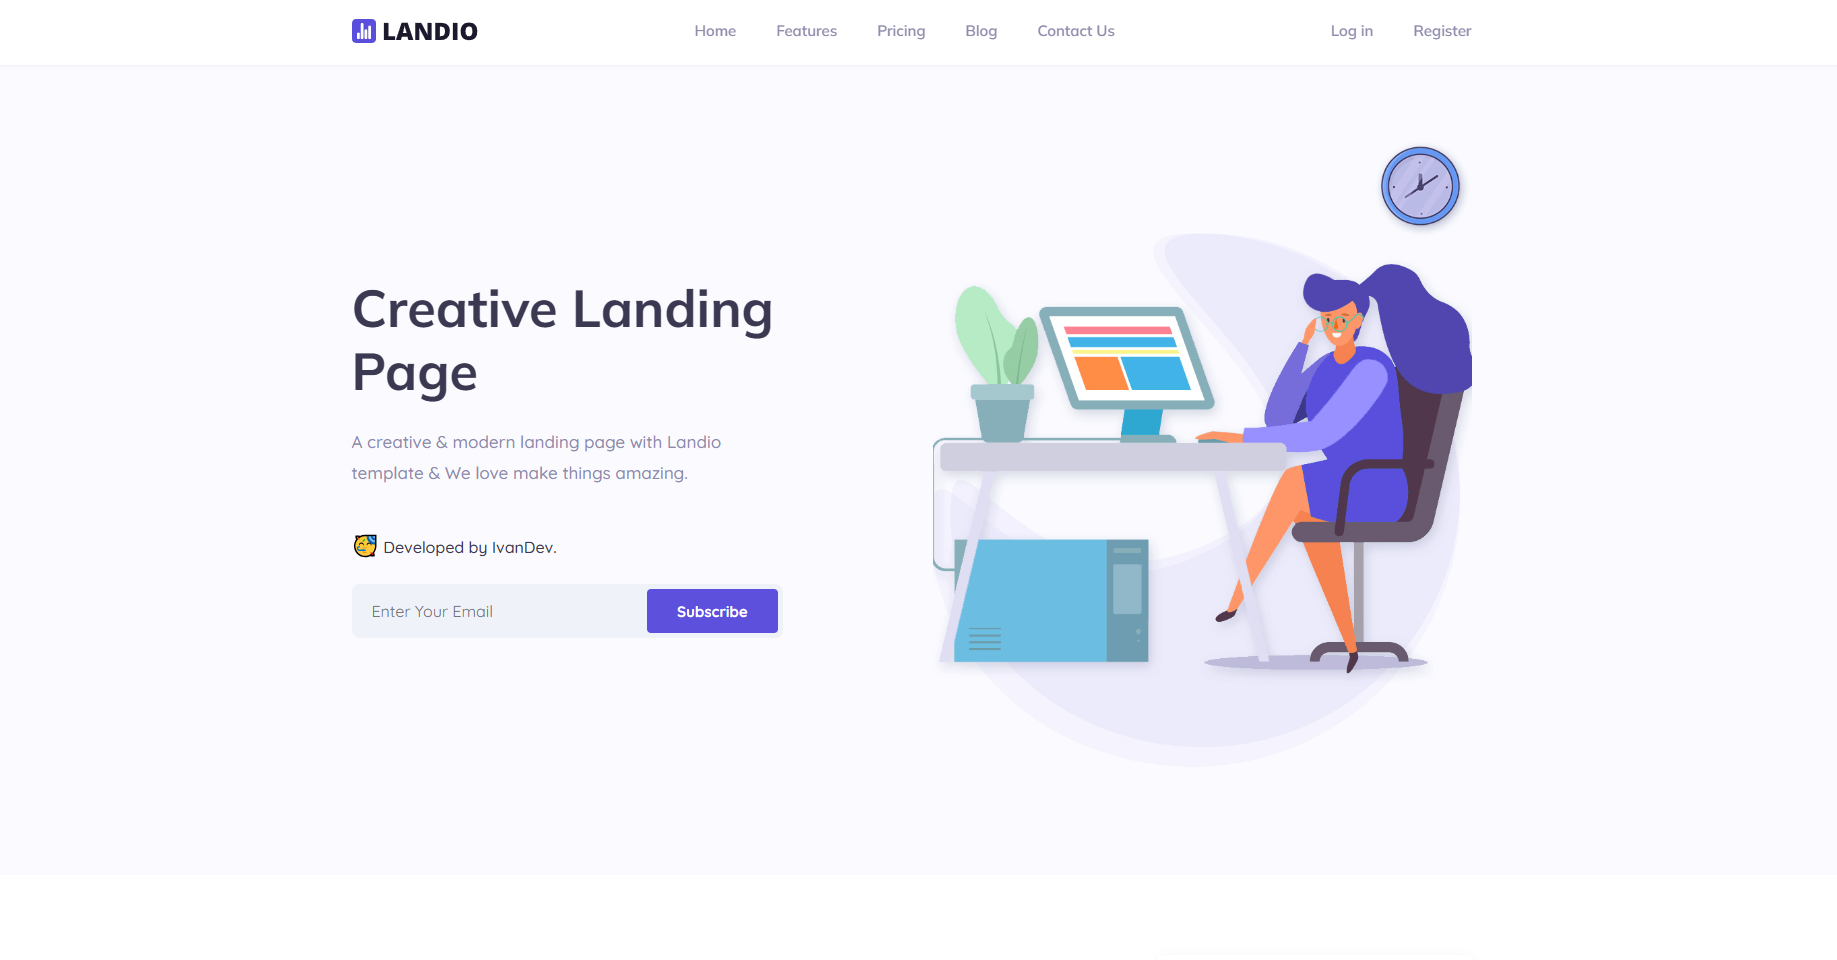 LANDIO
Home Features Pricing Blog Contact Us
Log in Register
Creative Landing
Page
A creative & modern landing page with Landio
template & We love make things amazing.
Developed by IvanDev.
Enter Your Email
Subscribe